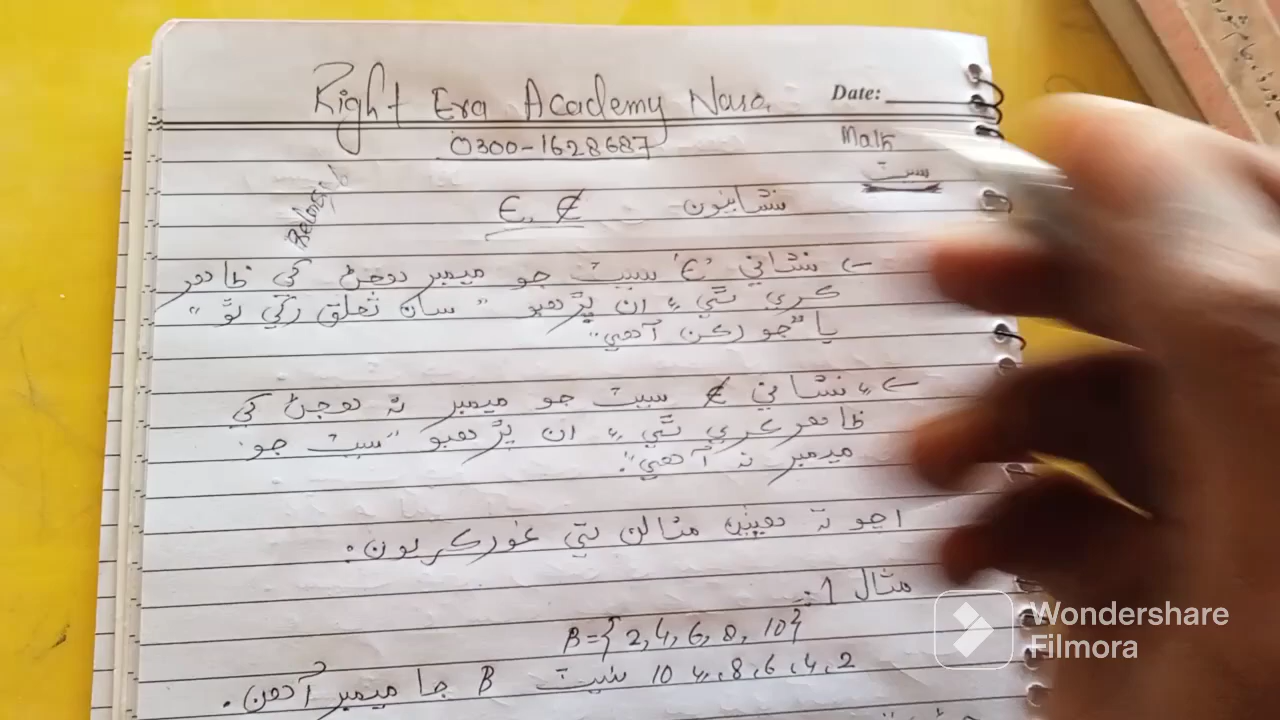 Right Era Academy Nara.
Date:
0300-1628687
Math
سيٽ
Belongs
نشانيون ∈, ∉
← نشاني '∈' سيٽ جو ميمبر هجڻ کي ظاهر
ڪري ٿي ۽ ان پڙهبو "سان تعلق رکي ٿو"
يا "جو رڪن آهي"
← ۽ نشاني ∉ سيٽ جو ميمبر نه هجڻ کي
ظاهر ڪري ٿي ۽ ان پڙهبو "سيٽ جو
ميمبر نه آهي".
اچو ته هيٺين مثالن تي غور ڪريون:
مثال 1:
B={2,4,6,8,10}
2، 4، 6، 8، ۽ 10 سيٽ B جا ميمبر آهن.
Wondershare
Filmora